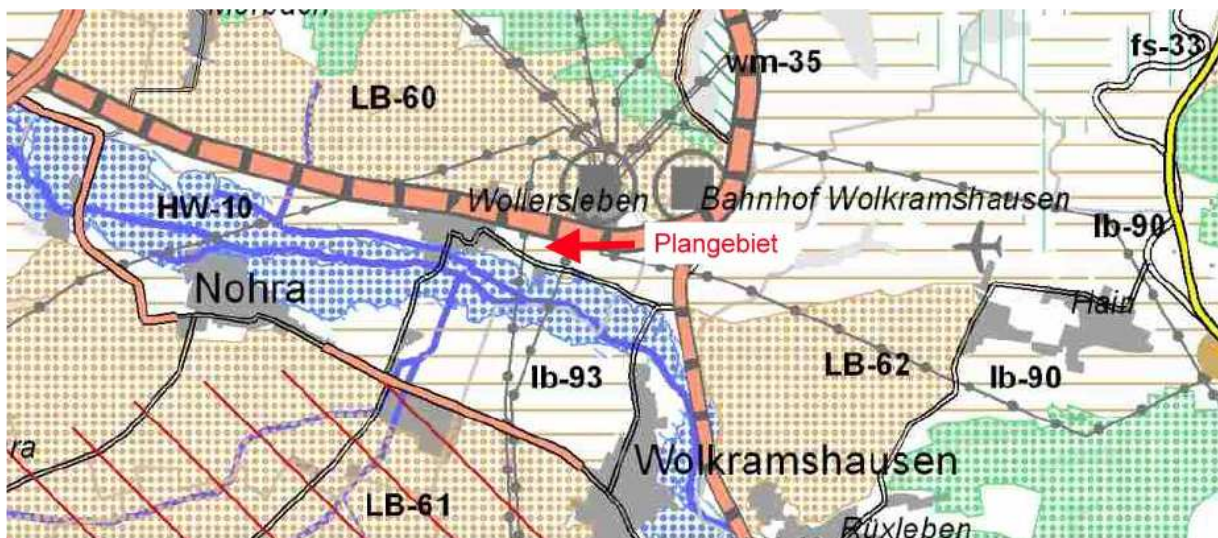 Morbach
wm-35
fs-33
LB-60
Wollersleben
Bahnhof Wolkramshausen
HW-10
lb-90
Plangebiet
Nohra
Hain
LB-62
lb-93
lb-90
ra
Wolkramshausen
LB-61
Rüxleben